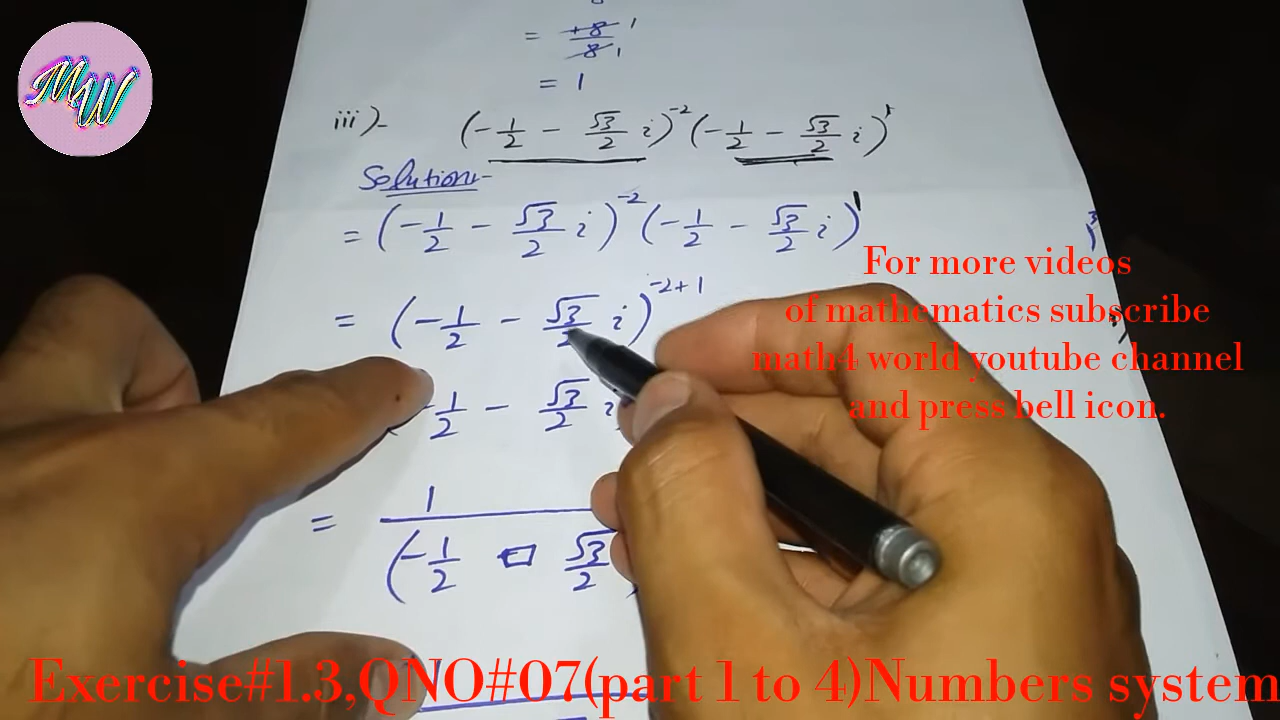 MW
= +8 1
8 1
= 1
iii)- (-1/2 - √3/2 i)^-2 (-1/2 - √3/2 i)^1
Solution:-
= (-1/2 - √3/2 i)^-2 (-1/2 - √3/2 i)^1
= (-1/2 - √3/2 i)^-2+1
-1/2 - √3/2 i
= 1
(-1/2 √3/2
For more videos
of mathematics subscribe
math4 world youtube channel
and press bell icon.
Exercise#1.3,QNO#07(part 1 to 4)Numbers system